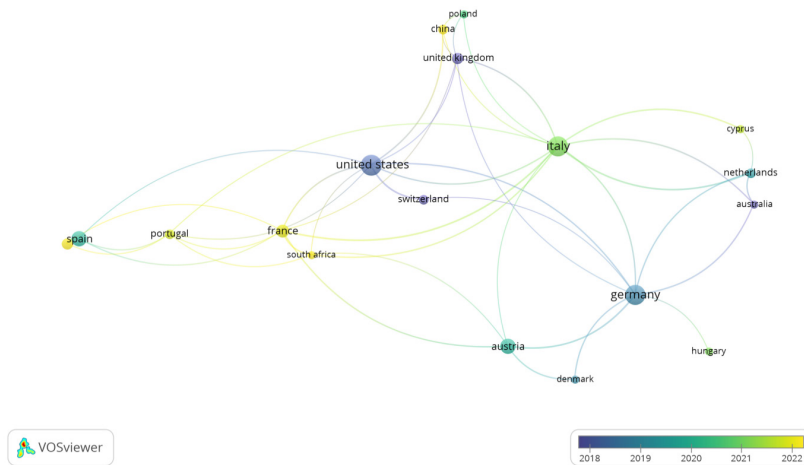 poland
china
united kingdom
cyprus
italy
united states
netherlands
switzerland
australia
france
portugal
spain
south africa
germany
austria
hungary
denmark
VOSviewer
2018 2019 2020 2021 2022